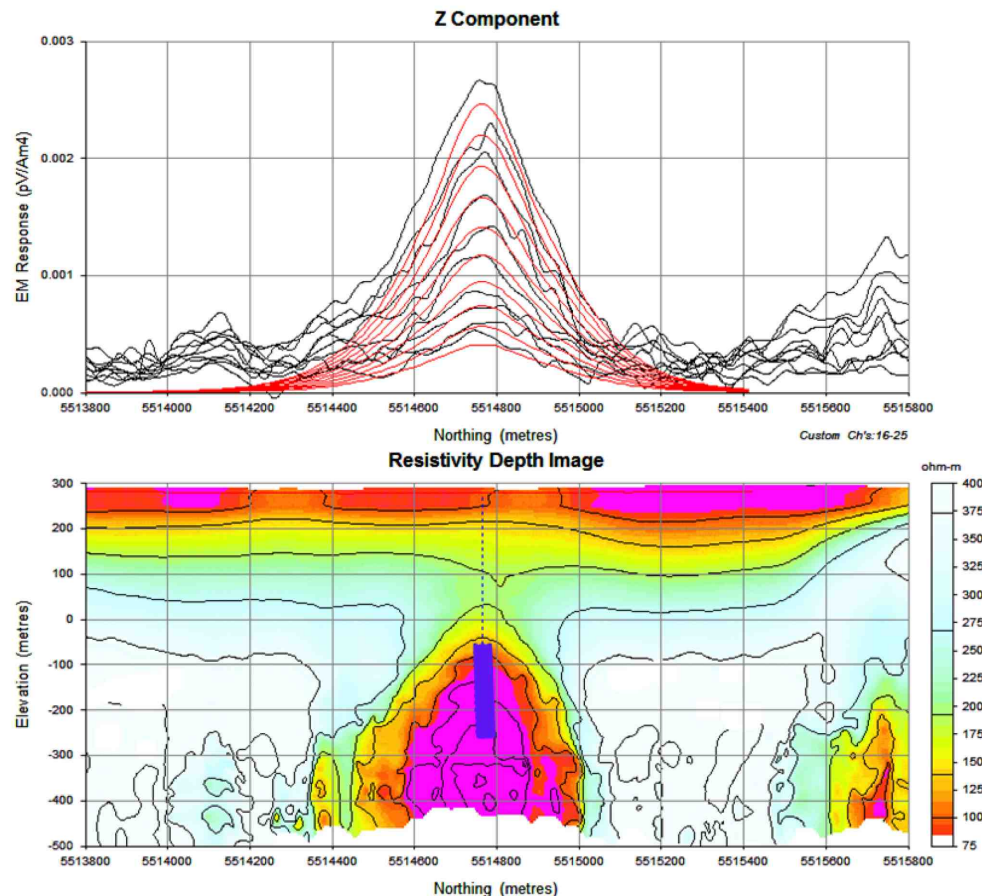 Z Component
EM Response (pV/Am4)
0.003
0.002
0.001
0.000
5513800 5514000 5514200 5514400 5514600 5514800 5515000 5515200 5515400 5515600 5515800
Northing (metres)
Custom Ch's:16-25
Resistivity Depth Image
ohm-m
Elevation (metres)
300
200
100
0
-100
-200
-300
-400
-500
400
375
350
325
300
275
250
225
200
175
150
125
100
75
5513800 5514000 5514200 5514400 5514600 5514800 5515000 5515200 5515400 5515600 5515800
Northing (metres)